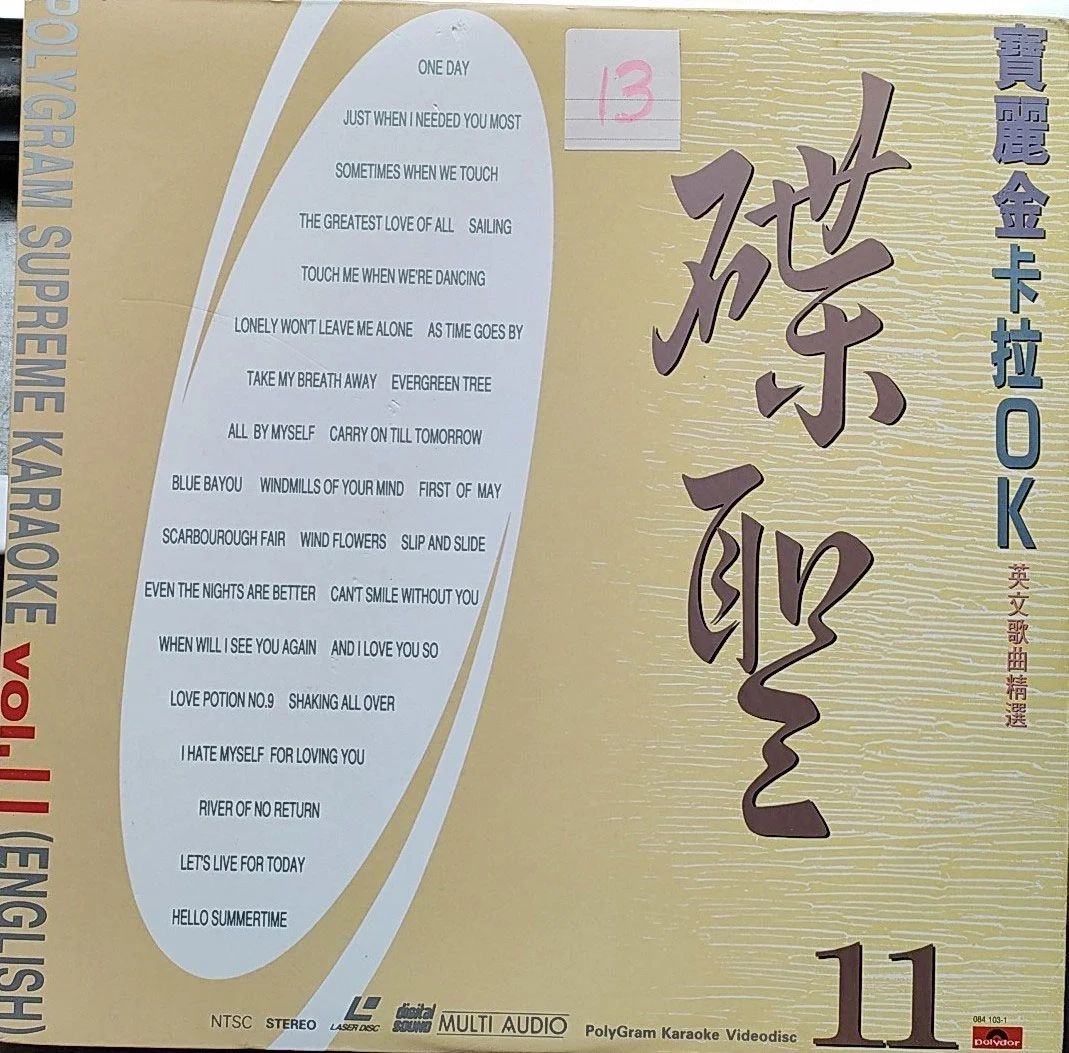 POLYGRAM SUPREME KARAOKE VOL.11 (ENGLISH)
ONE DAY
JUST WHEN I NEEDED YOU MOST
SOMETIMES WHEN WE TOUCH
THE GREATEST LOVE OF ALL SAILING
TOUCH ME WHEN WE'RE DANCING
LONELY WON'T LEAVE ME ALONE AS TIME GOES BY
TAKE MY BREATH AWAY EVERGREEN TREE
ALL BY MYSELF CARRY ON TILL TOMORROW
BLUE BAYOU WINDMILLS OF YOUR MIND FIRST OF MAY
SCARBOUROUGH FAIR WIND FLOWERS SLIP AND SLIDE
EVEN THE NIGHTS ARE BETTER CAN'T SMILE WITHOUT YOU
WHEN WILL I SEE YOU AGAIN AND I LOVE YOU SO
LOVE POTION NO.9 SHAKING ALL OVER
I HATE MYSELF FOR LOVING YOU
RIVER OF NO RETURN
LET'S LIVE FOR TODAY
HELLO SUMMERTIME
13
碟聖
寶麗金卡拉OK
英文歌曲精選
11
NTSC STEREO LASER DISC digital SOUND MULTI AUDIO PolyGram Karaoke Videodisc
084 103-1
Polydor